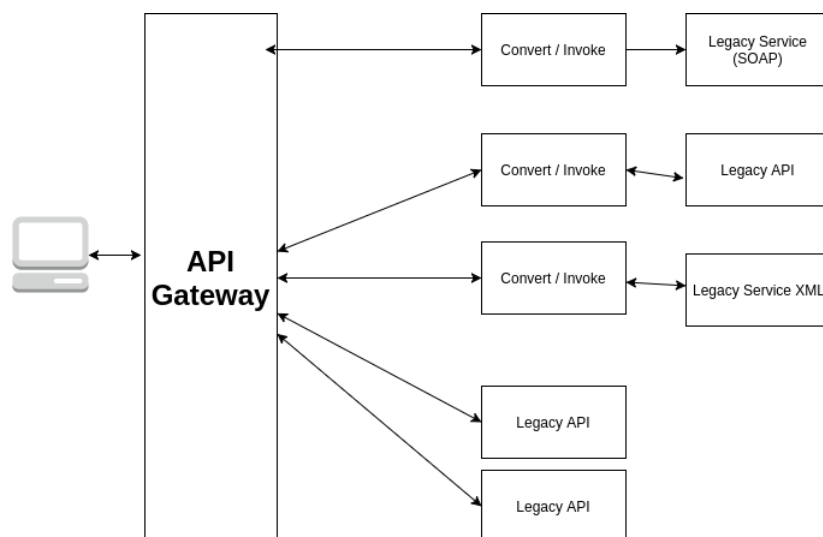 Convert / Invoke
Legacy Service
(SOAP)
Convert / Invoke
Legacy API
API
Gateway
Convert / Invoke
Legacy Service XML
Legacy API
Legacy API